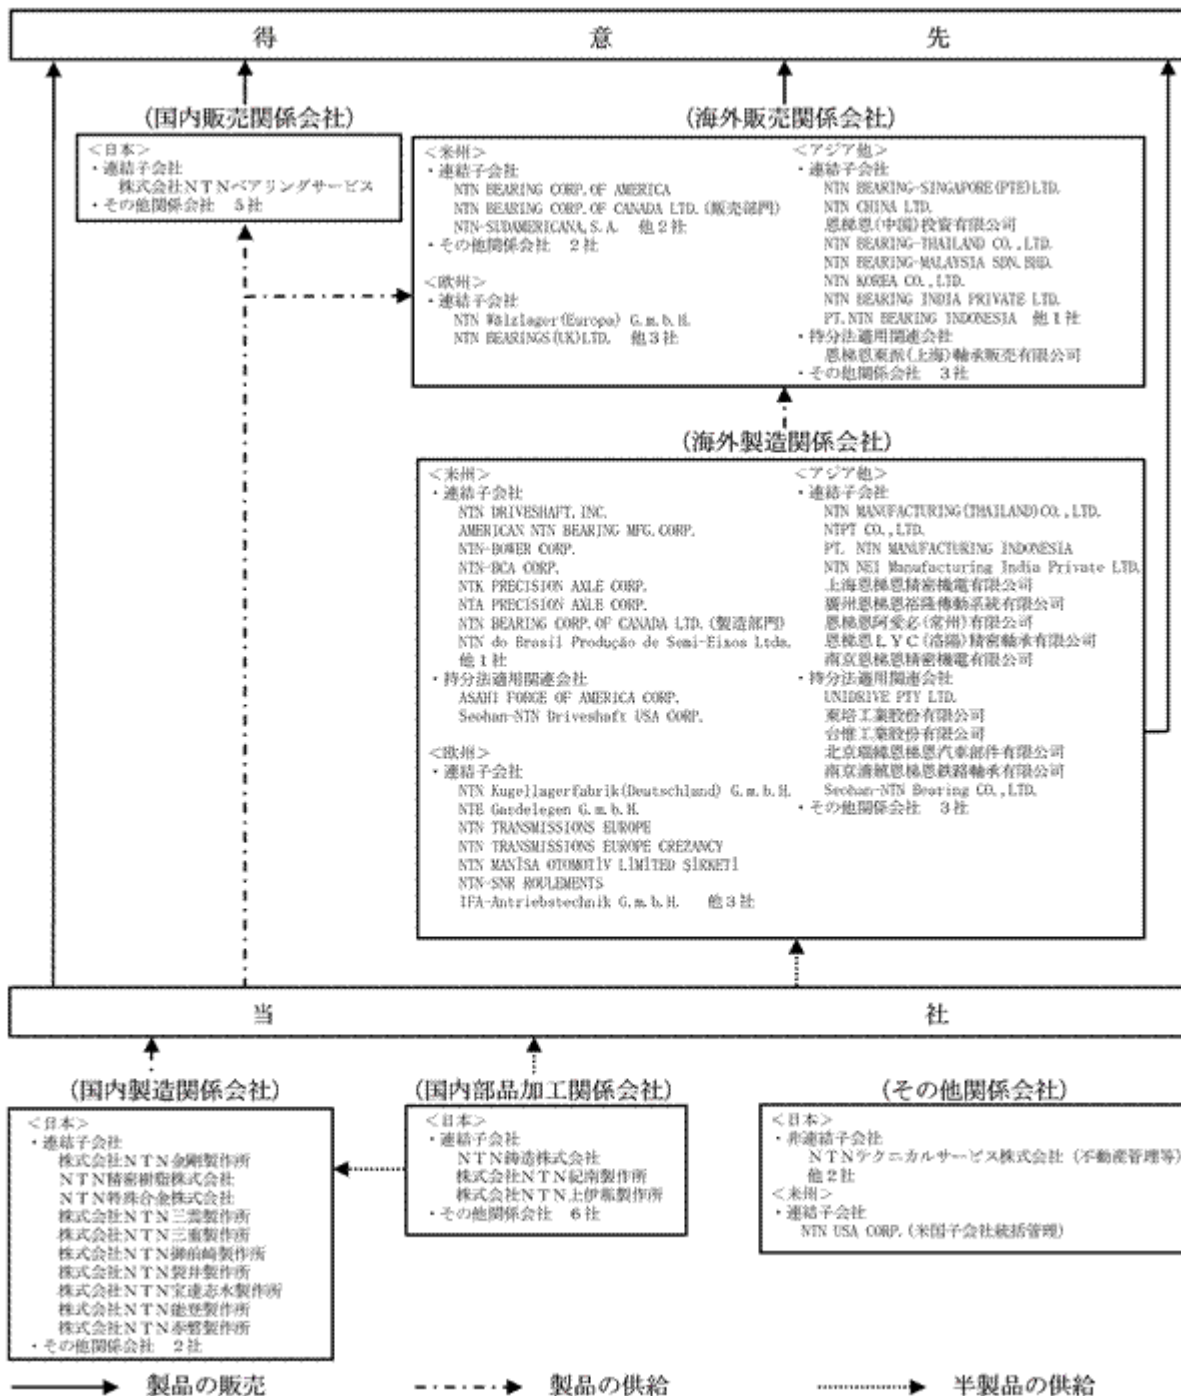 得意先
(国内販売関係会社)
<日本>
・連結子会社
株式会社NTNベアリングサービス
・その他関係会社 5社
(海外販売関係会社)
<米州>
・連結子会社
NTN BEARING CORP.OF AMERICA
NTN BEARING CORP.OF CANADA LTD.(販売部門)
NTN-SUDAMERICANA,S.A. 他2社
・その他関係会社 2社
<欧州>
・連結子会社
NTN Wälzlager(Europa) G.m.b.H.
NTN BEARINGS(UK)LTD. 他3社
<アジア他>
・連結子会社
NTN BEARING-SINGAPORE(PTE)LTD.
NTN CHINA LTD.
恩梯恩(中国)投資有限公司
NTN BEARING-THAILAND CO.,LTD.
NTN BEARING-MALAYSIA SDN.BHD.
NTN KOREA CO.,LTD.
NTN BEARING INDIA PRIVATE LTD.
PT.NTN BEARING INDONESIA 他1社
・持分法適用関連会社
恩梯恩東派(上海)軸承販売有限公司
・その他関係会社 3社
(海外製造関係会社)
<米州>
・連結子会社
NTN DRIVESHAFT,INC.
AMERICAN NTN BEARING MFG.CORP.
NTN-BOWER CORP.
NTN-BCA CORP.
NTK PRECISION AXLE CORP.
NTA PRECISION AXLE CORP.
NTN BEARING CORP.OF CANADA LTD.(製造部門)
NTN do Brasil Produção de Semi-Eixos Ltda.
他1社
・持分法適用関連会社
ASAHI FORGE OF AMERICA CORP.
Seohan-NTN Driveshaft USA CORP.
<欧州>
・連結子会社
NTN Kugellagerfabrik(Deutschland) G.m.b.H.
NTE Gardelegen G.m.b.H.
NTN TRANSMISSIONS EUROPE
NTN TRANSMISSIONS EUROPE CREZANCY
NTN MANİSA OTOMOTİV LİMİTED ŞİRKETİ
NTN-SNR ROULEMENTS
IFA-Antriebstechnik G.m.b.H. 他3社
<アジア他>
・連結子会社
NTN MANUFACTURING(THAILAND)CO.,LTD.
NTPT CO.,LTD.
PT. NTN MANUFACTURING INDONESIA
NTN NEI Manufacturing India Private LTD.
上海恩梯恩精密機電有限公司
廣州恩梯恩裕隆傳動系統有限公司
恩梯恩阿愛必(常州)有限公司
恩梯恩LYC(洛陽)精密軸承有限公司
南京恩梯恩精密機電有限公司
・持分法適用関連会社
UNIDRIVE PTY LTD.
東培工業股份有限公司
台惟工業股份有限公司
北京瑞韓恩梯恩汽車部件有限公司
南京浦鎮恩梯恩鉄路軸承有限公司
Seohan-NTN Bearing CO.,LTD.
・その他関係会社 3社
当社
(国内製造関係会社)
<日本>
・連結子会社
株式会社NTN金剛製作所
NTN精密樹脂株式会社
NTN特殊合金株式会社
株式会社NTN三雲製作所
株式会社NTN三重製作所
株式会社NTN御前崎製作所
株式会社NTN袋井製作所
株式会社NTN宝達志水製作所
株式会社NTN能登製作所
株式会社NTN赤磐製作所
・その他関係会社 2社
(国内部品加工関係会社)
<日本>
・連結子会社
NTN鋳造株式会社
株式会社NTN紀南製作所
株式会社NTN上伊那製作所
・その他関係会社 6社
(その他関係会社)
<日本>
・非連結子会社
NTNテクニカルサービス株式会社 (不動産管理等)
他2社
<米州>
・連結子会社
NTN USA CORP.(米国子会社統括管理)
製品の販売
製品の供給
半製品の供給